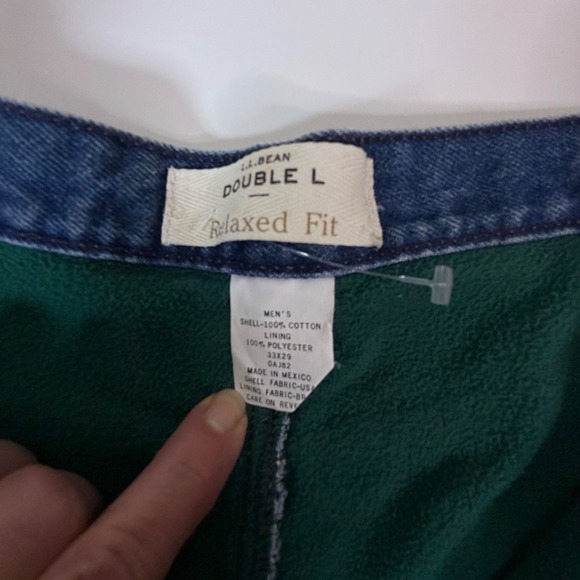 L.L.BEAN
DOUBLE L
Relaxed Fit
MEN'S
SHELL-100% COTTON
LINING
100% POLYESTER
33X29
0AJ82
MADE IN MEXICO
SHELL FABRIC-USA
LINING FABRIC-BR
CARE ON REVE